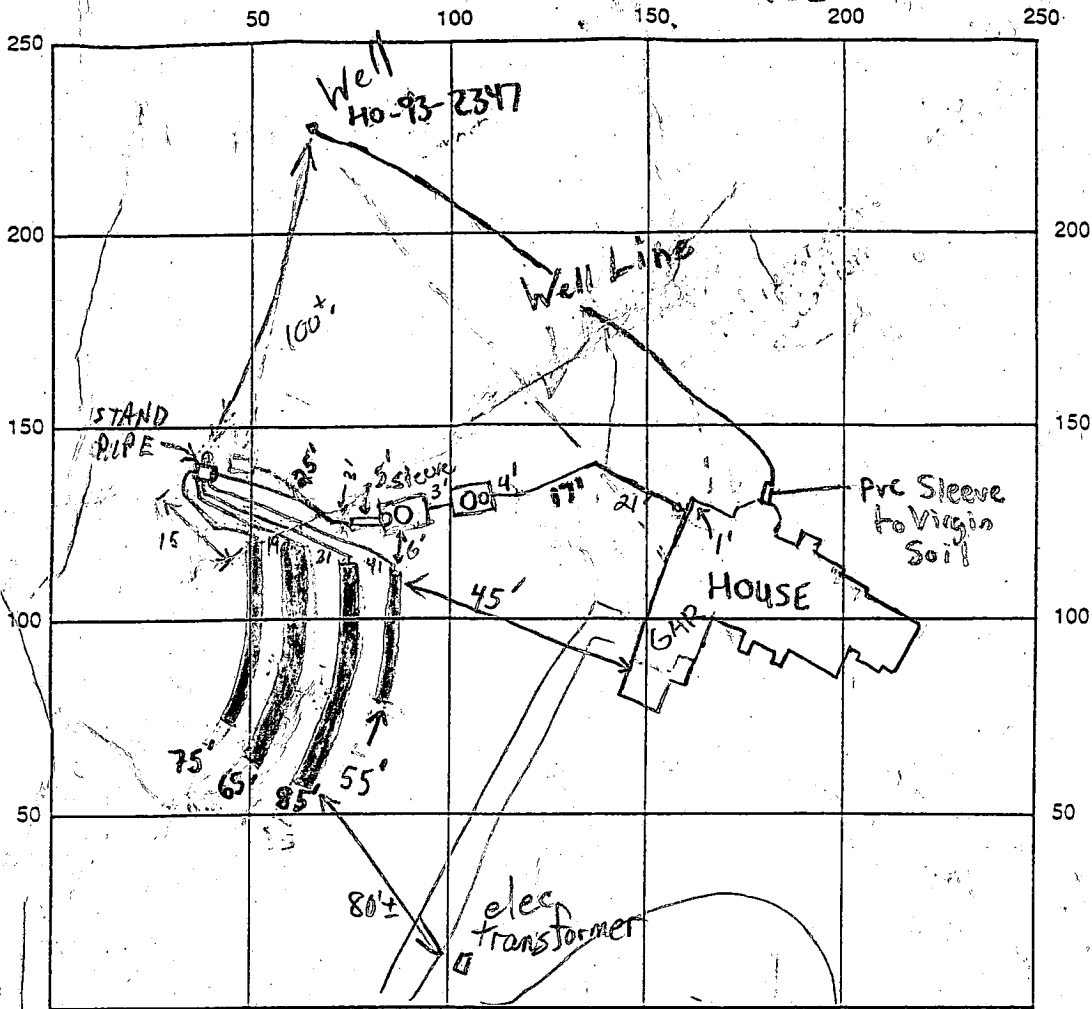 50 100 150 200 250
250
Well
HO-93-2347
200 200
Well Line
100±'
150 150
STAND
PIPE
25'
2'
5'
sleeve
3'
4'
17'
21'
1'
PVC Sleeve
to Virgin
Soil
15
19
31
41
6'
45'
HOUSE
GAR
100 100
75'
65'
85'
55'
50 50
80'±
elec
transformer